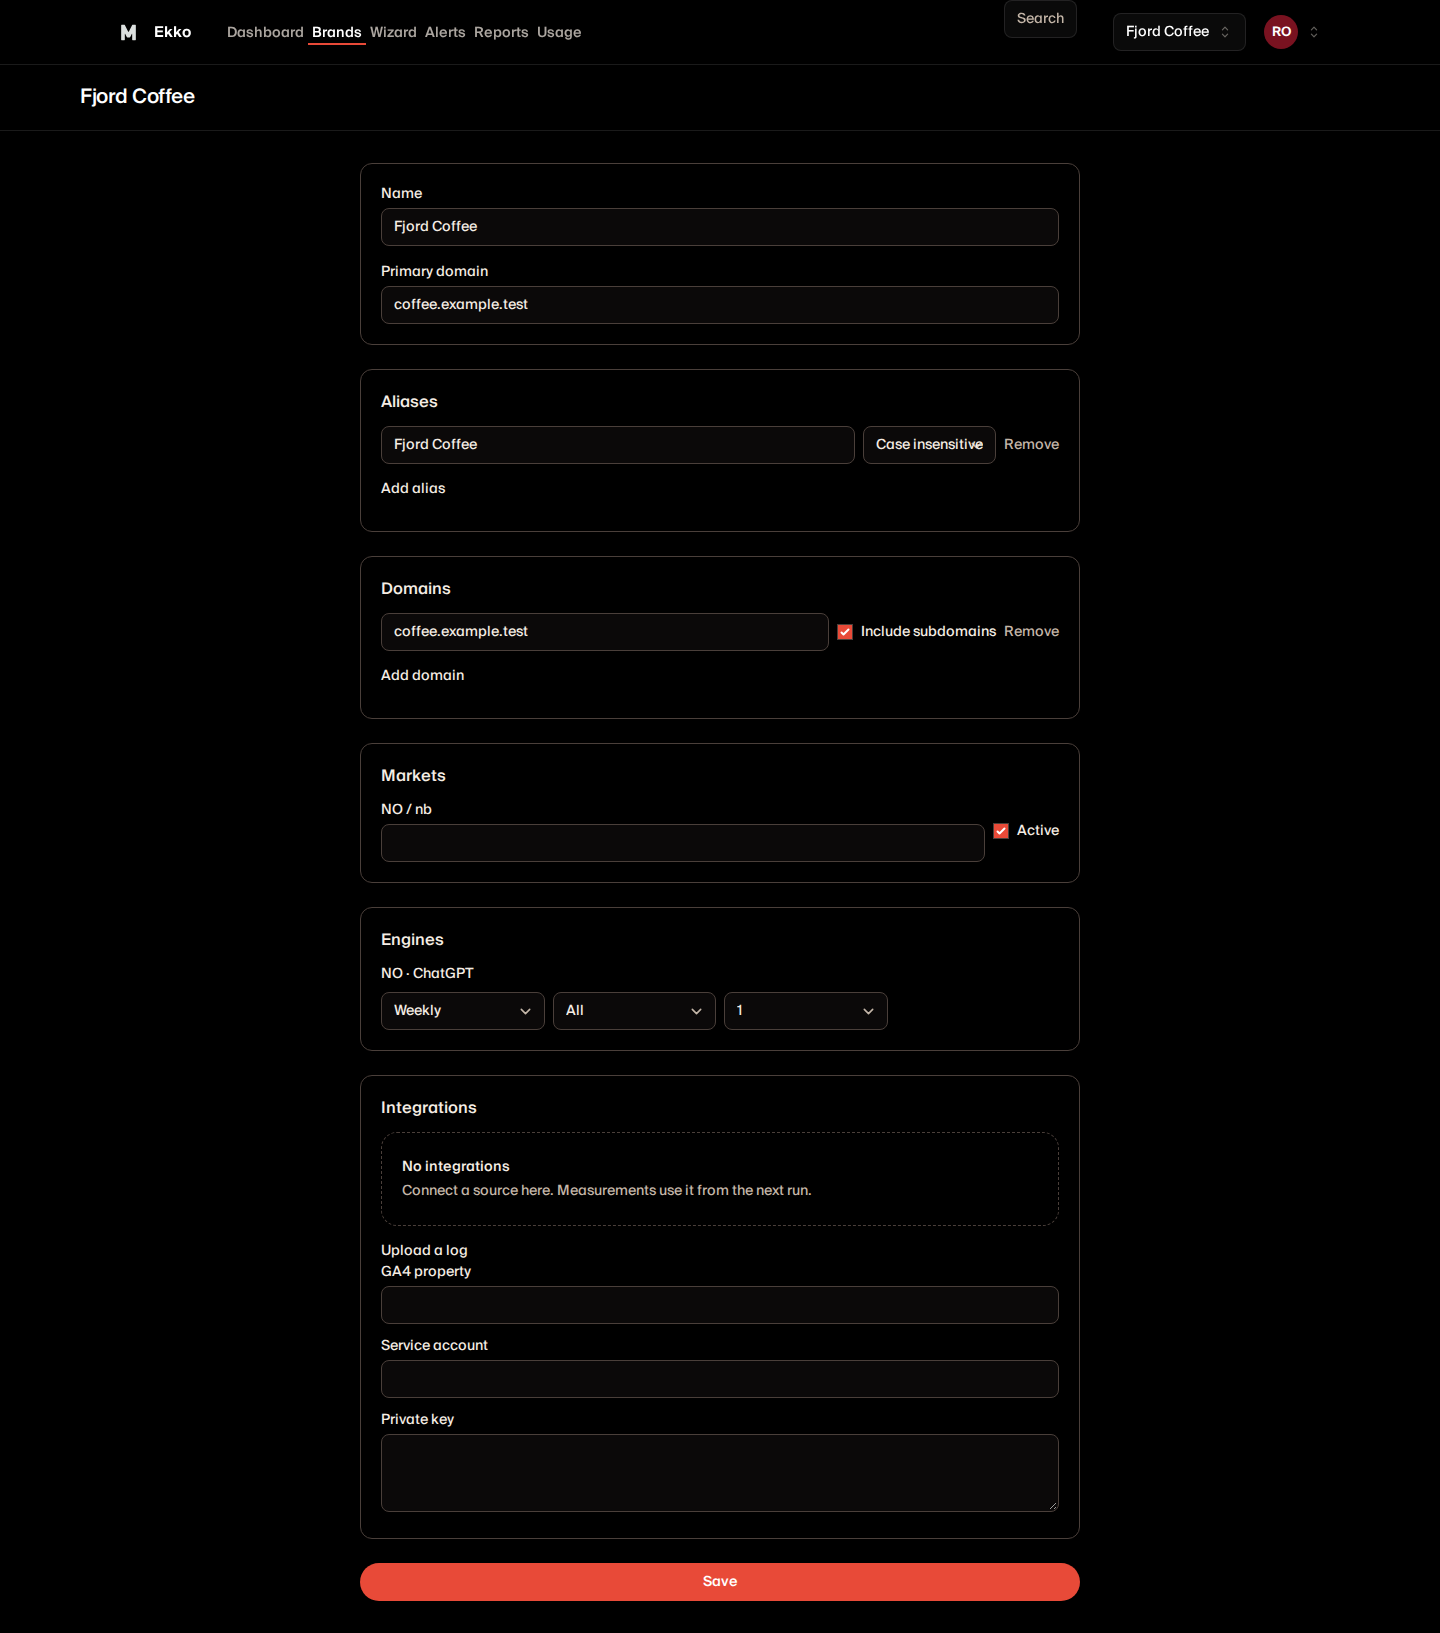 M Ekko Dashboard Brands Wizard Alerts Reports Usage Search Fjord Coffee RO
Fjord Coffee
Name
Fjord Coffee
Primary domain
coffee.example.test
Aliases
Fjord Coffee Case insensitive Remove
Add alias
Domains
coffee.example.test Include subdomains Remove
Add domain
Markets
NO / nb
Active
Engines
NO · ChatGPT
Weekly All 1
Integrations
No integrations
Connect a source here. Measurements use it from the next run.
Upload a log
GA4 property
Service account
Private key
Save